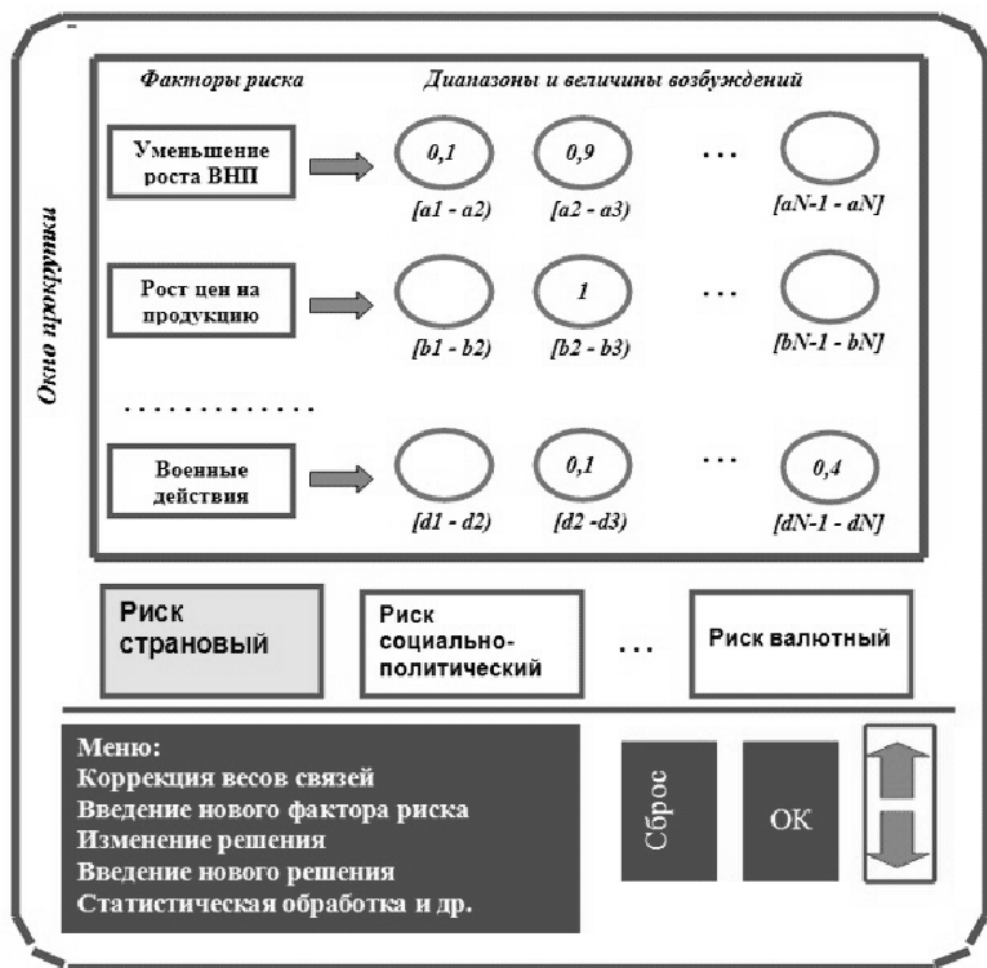 Окно прокрутки
Факторы риска
Диапазоны и величины возбуждений
Уменьшение
роста ВНП
0,1
0,9
...
[a1 - a2)
[a2 - a3)
[aN-1 - aN]
Рост цен на
продукцию
1
...
[b1 - b2)
[b2 - b3)
[bN-1 - bN]
.............
Военные
действия
0,1
...
0,4
[d1 - d2)
[d2 -d3)
[dN-1 - dN]
Риск
страновый
Риск
социально-
политический
...
Риск валютный
Меню:
Коррекция весов связей
Введение нового фактора риска
Изменение решения
Введение нового решения
Статистическая обработка и др.
Сброс
ОК